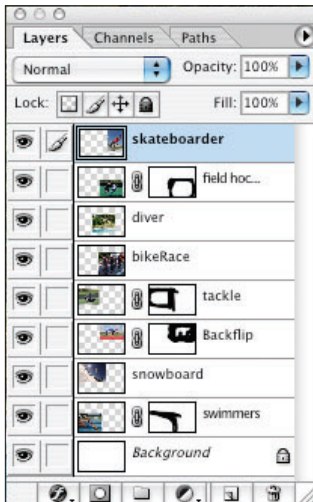 Layers Channels Paths
Normal Opacity: 100%
Lock: Fill: 100%
skateboarder
field hoc...
diver
bikeRace
tackle
Backflip
snowboard
swimmers
Background